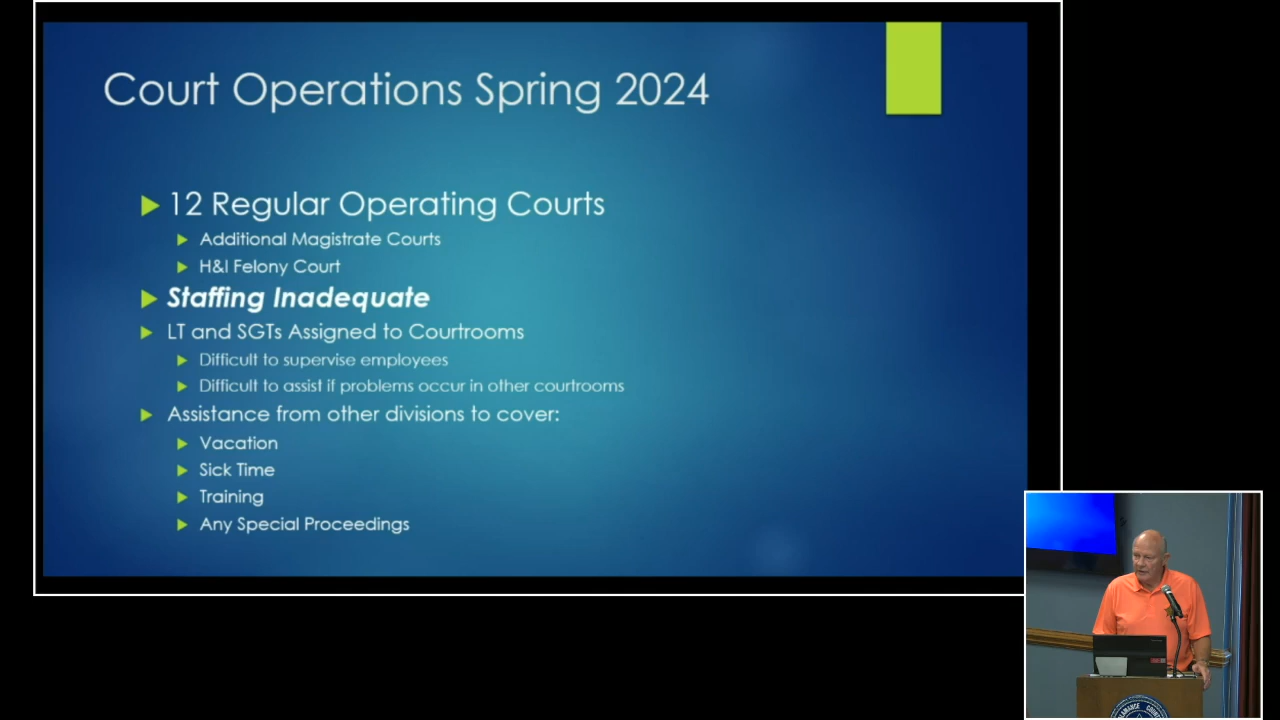 Court Operations Spring 2024
12 Regular Operating Courts
Additional Magistrate Courts
H&I Felony Court
Staffing Inadequate
LT and SGTs Assigned to Courtrooms
Difficult to supervise employees
Difficult to assist if problems occur in other courtrooms
Assistance from other divisions to cover:
Vacation
Sick Time
Training
Any Special Proceedings